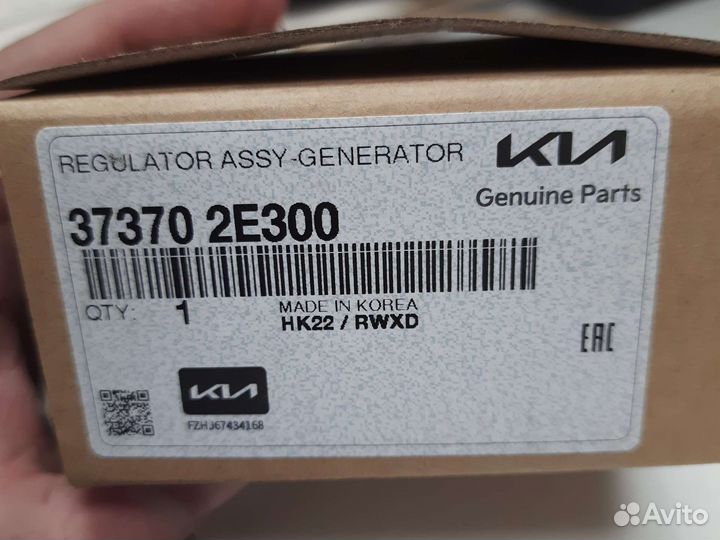 REGULATOR ASSY-GENERATOR
KIA
Genuine Parts
37370 2E300
QTY: 1
MADE IN KOREA
HK22 / RWXD
EAC
KIA
FZHJ67434168
Avito